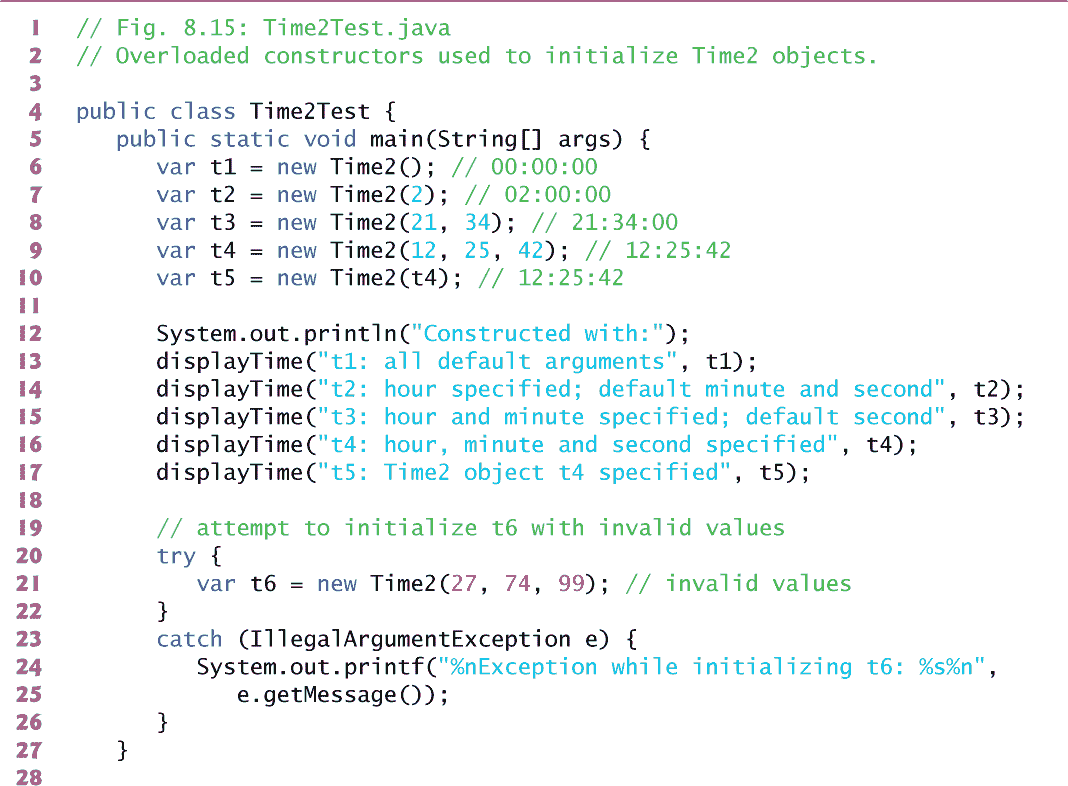 1 // Fig. 8.15: Time2Test.java
2 // Overloaded constructors used to initialize Time2 objects.
3
4 public class Time2Test {
5    public static void main(String[] args) {
6       var t1 = new Time2(); // 00:00:00
7       var t2 = new Time2(2); // 02:00:00
8       var t3 = new Time2(21, 34); // 21:34:00
9       var t4 = new Time2(12, 25, 42); // 12:25:42
10       var t5 = new Time2(t4); // 12:25:42
11
12       System.out.println("Constructed with:");
13       displayTime("t1: all default arguments", t1);
14       displayTime("t2: hour specified; default minute and second", t2);
15       displayTime("t3: hour and minute specified; default second", t3);
16       displayTime("t4: hour, minute and second specified", t4);
17       displayTime("t5: Time2 object t4 specified", t5);
18
19       // attempt to initialize t6 with invalid values
20       try {
21          var t6 = new Time2(27, 74, 99); // invalid values
22       }
23       catch (IllegalArgumentException e) {
24          System.out.printf("%nException while initializing t6: %s%n",
25             e.getMessage());
26       }
27    }
28